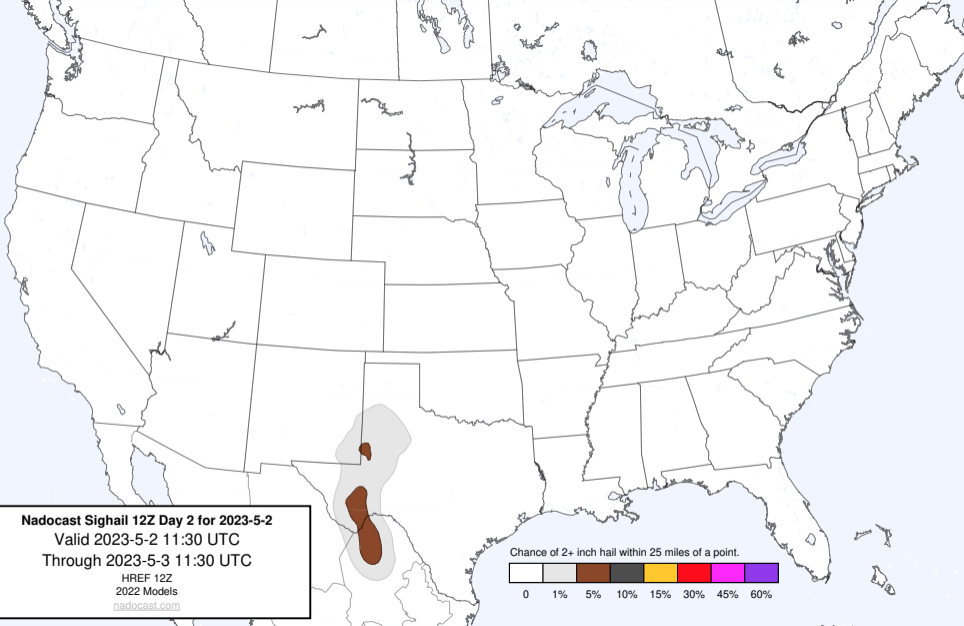 Nadocast Sighail 12Z Day 2 for 2023-5-2
Valid 2023-5-2 11:30 UTC
Through 2023-5-3 11:30 UTC
HREF 12Z
2022 Models
nadocast.com
Chance of 2+ inch hail within 25 miles of a point.
0 1% 5% 10% 15% 30% 45% 60%